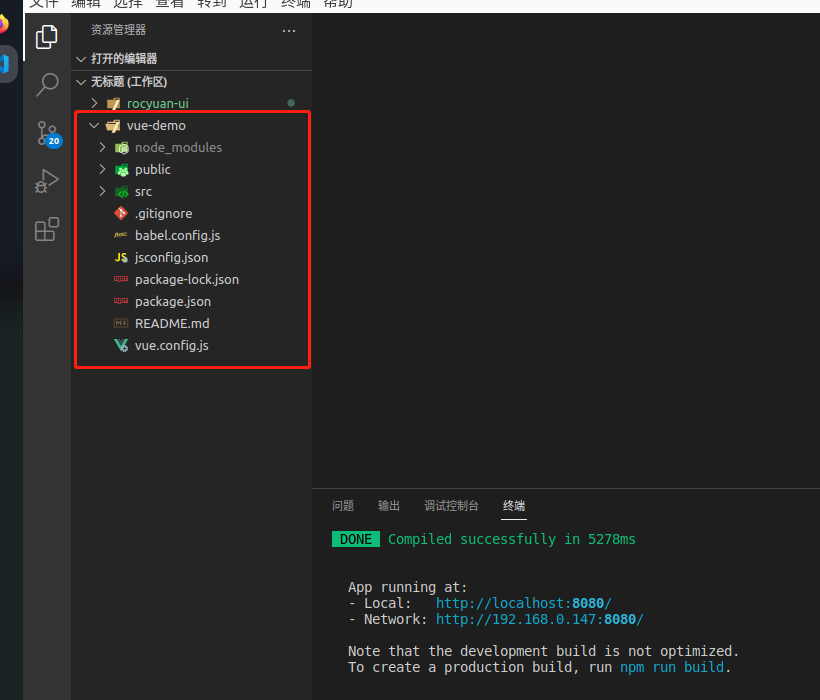 文件 编辑 选择 查看 转到 运行 终端 帮助
资源管理器
打开的编辑器
无标题 (工作区)
rocyuan-ui
vue-demo
node_modules
public
src
.gitignore
babel.config.js
JS jsconfig.json
package-lock.json
package.json
README.md
vue.config.js
20
问题 输出 调试控制台 终端
DONE Compiled successfully in 5278ms
App running at:
- Local: http://localhost:8080/
- Network: http://192.168.0.147:8080/
Note that the development build is not optimized.
To create a production build, run npm run build.